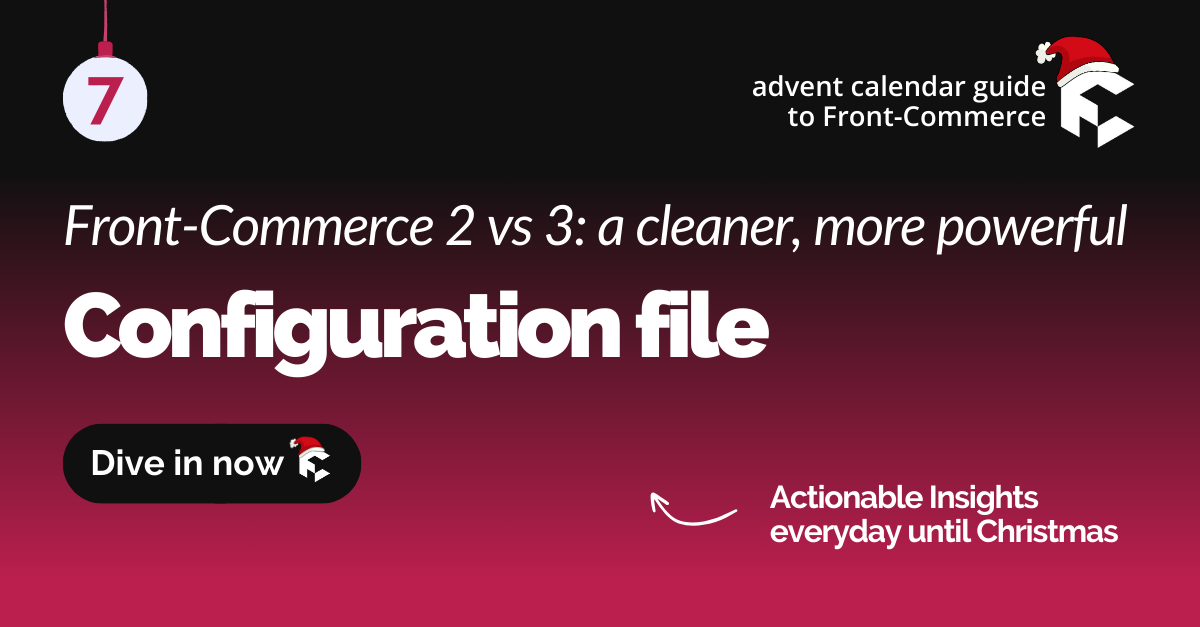 7
advent calendar guide
to Front-Commerce
Front-Commerce 2 vs 3: a cleaner, more powerful
Configuration file
Dive in now
Actionable Insights
everyday until Christmas